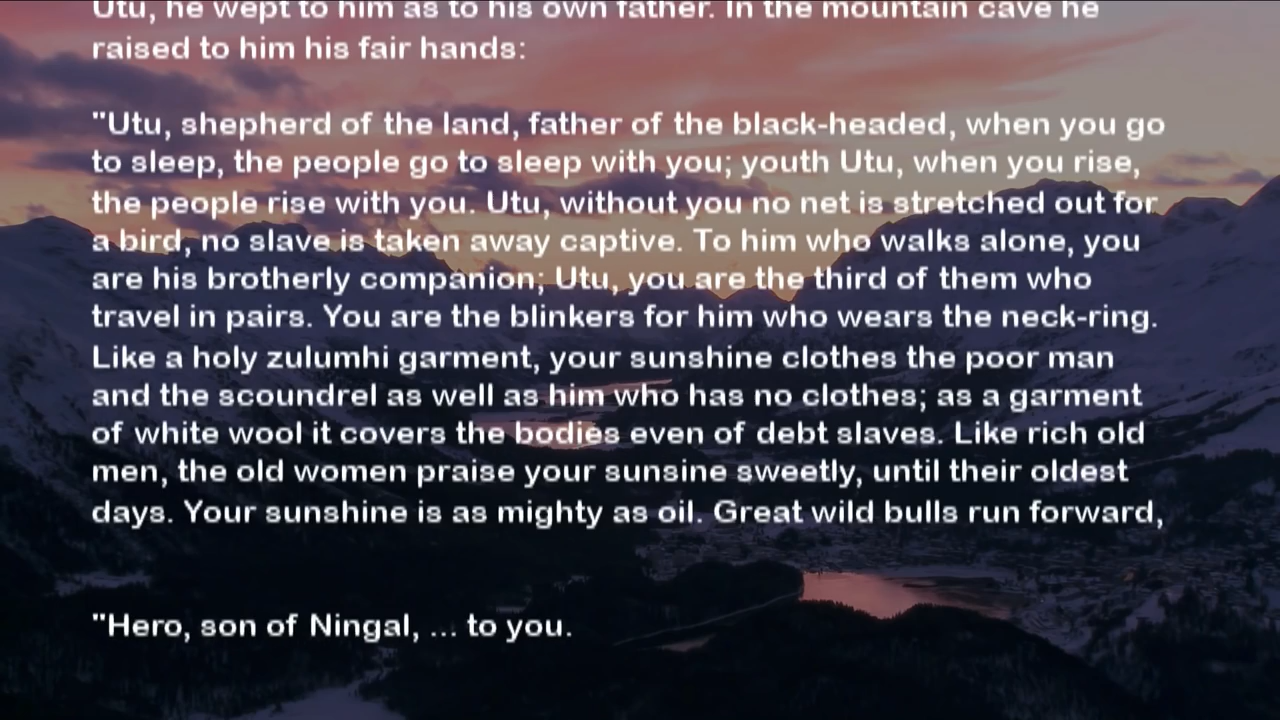 Utu, he wept to him as to his own father. In the mountain cave he
raised to him his fair hands:
"Utu, shepherd of the land, father of the black-headed, when you go
to sleep, the people go to sleep with you; youth Utu, when you rise,
the people rise with you. Utu, without you no net is stretched out for
a bird, no slave is taken away captive. To him who walks alone, you
are his brotherly companion; Utu, you are the third of them who
travel in pairs. You are the blinkers for him who wears the neck-ring.
Like a holy zulumhi garment, your sunshine clothes the poor man
and the scoundrel as well as him who has no clothes; as a garment
of white wool it covers the bodies even of debt slaves. Like rich old
men, the old women praise your sunsine sweetly, until their oldest
days. Your sunshine is as mighty as oil. Great wild bulls run forward,
"Hero, son of Ningal, ... to you.